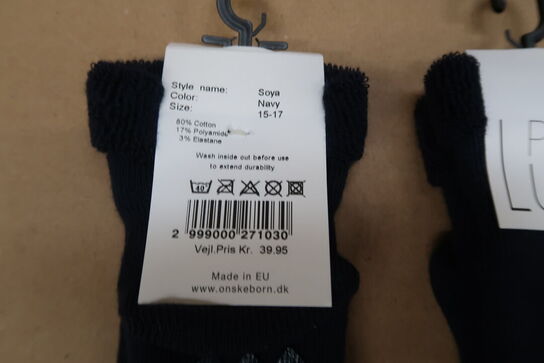 Style name: Soya
Color: Navy
Size: 15-17
80% Cotton
17% Polyamide
3% Elastane
Wash inside out before use
to extend durability
40
2 999000 271030
Vejl.Pris Kr. 39.95
Made in EU
www.onskeborn.dk